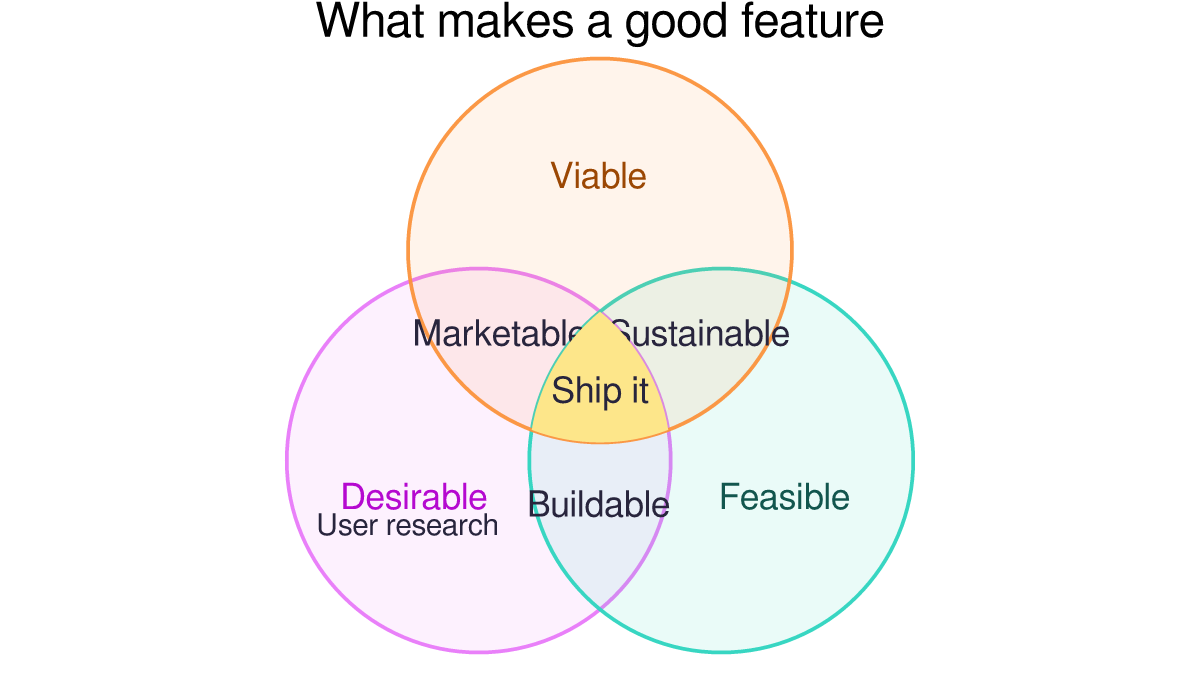 What makes a good feature
Viable
Marketable
Sustainable
Ship it
Desirable
User research
Buildable
Feasible